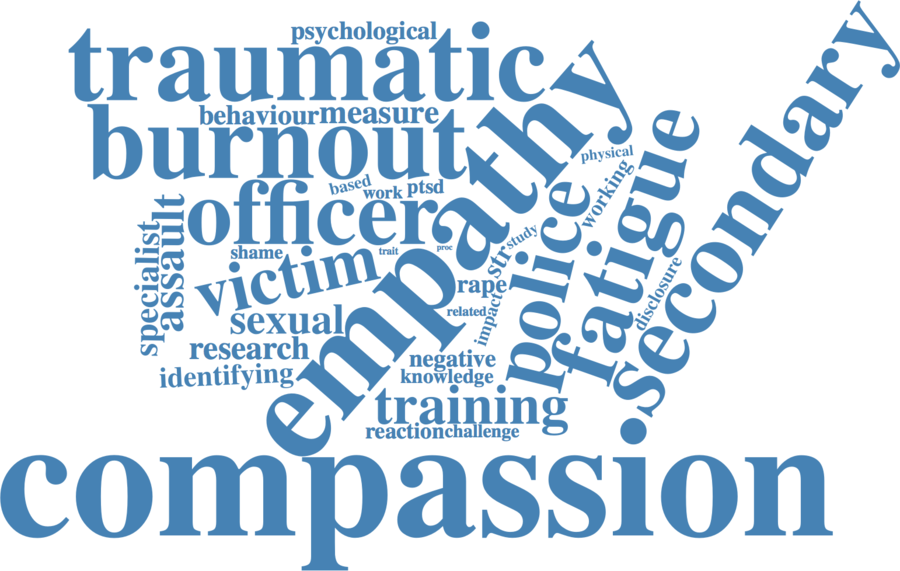 psychological
traumatic
secondary
behaviour
measure
burnout
empathy
physical
fatigue
based
work
ptsd
working
officer
police
specialist
assault
shame
trait
proc
study
str
victim
rape
disclosure
sexual
related
impact
research
identifying
negative
knowledge
training
reaction
challenge
compassion